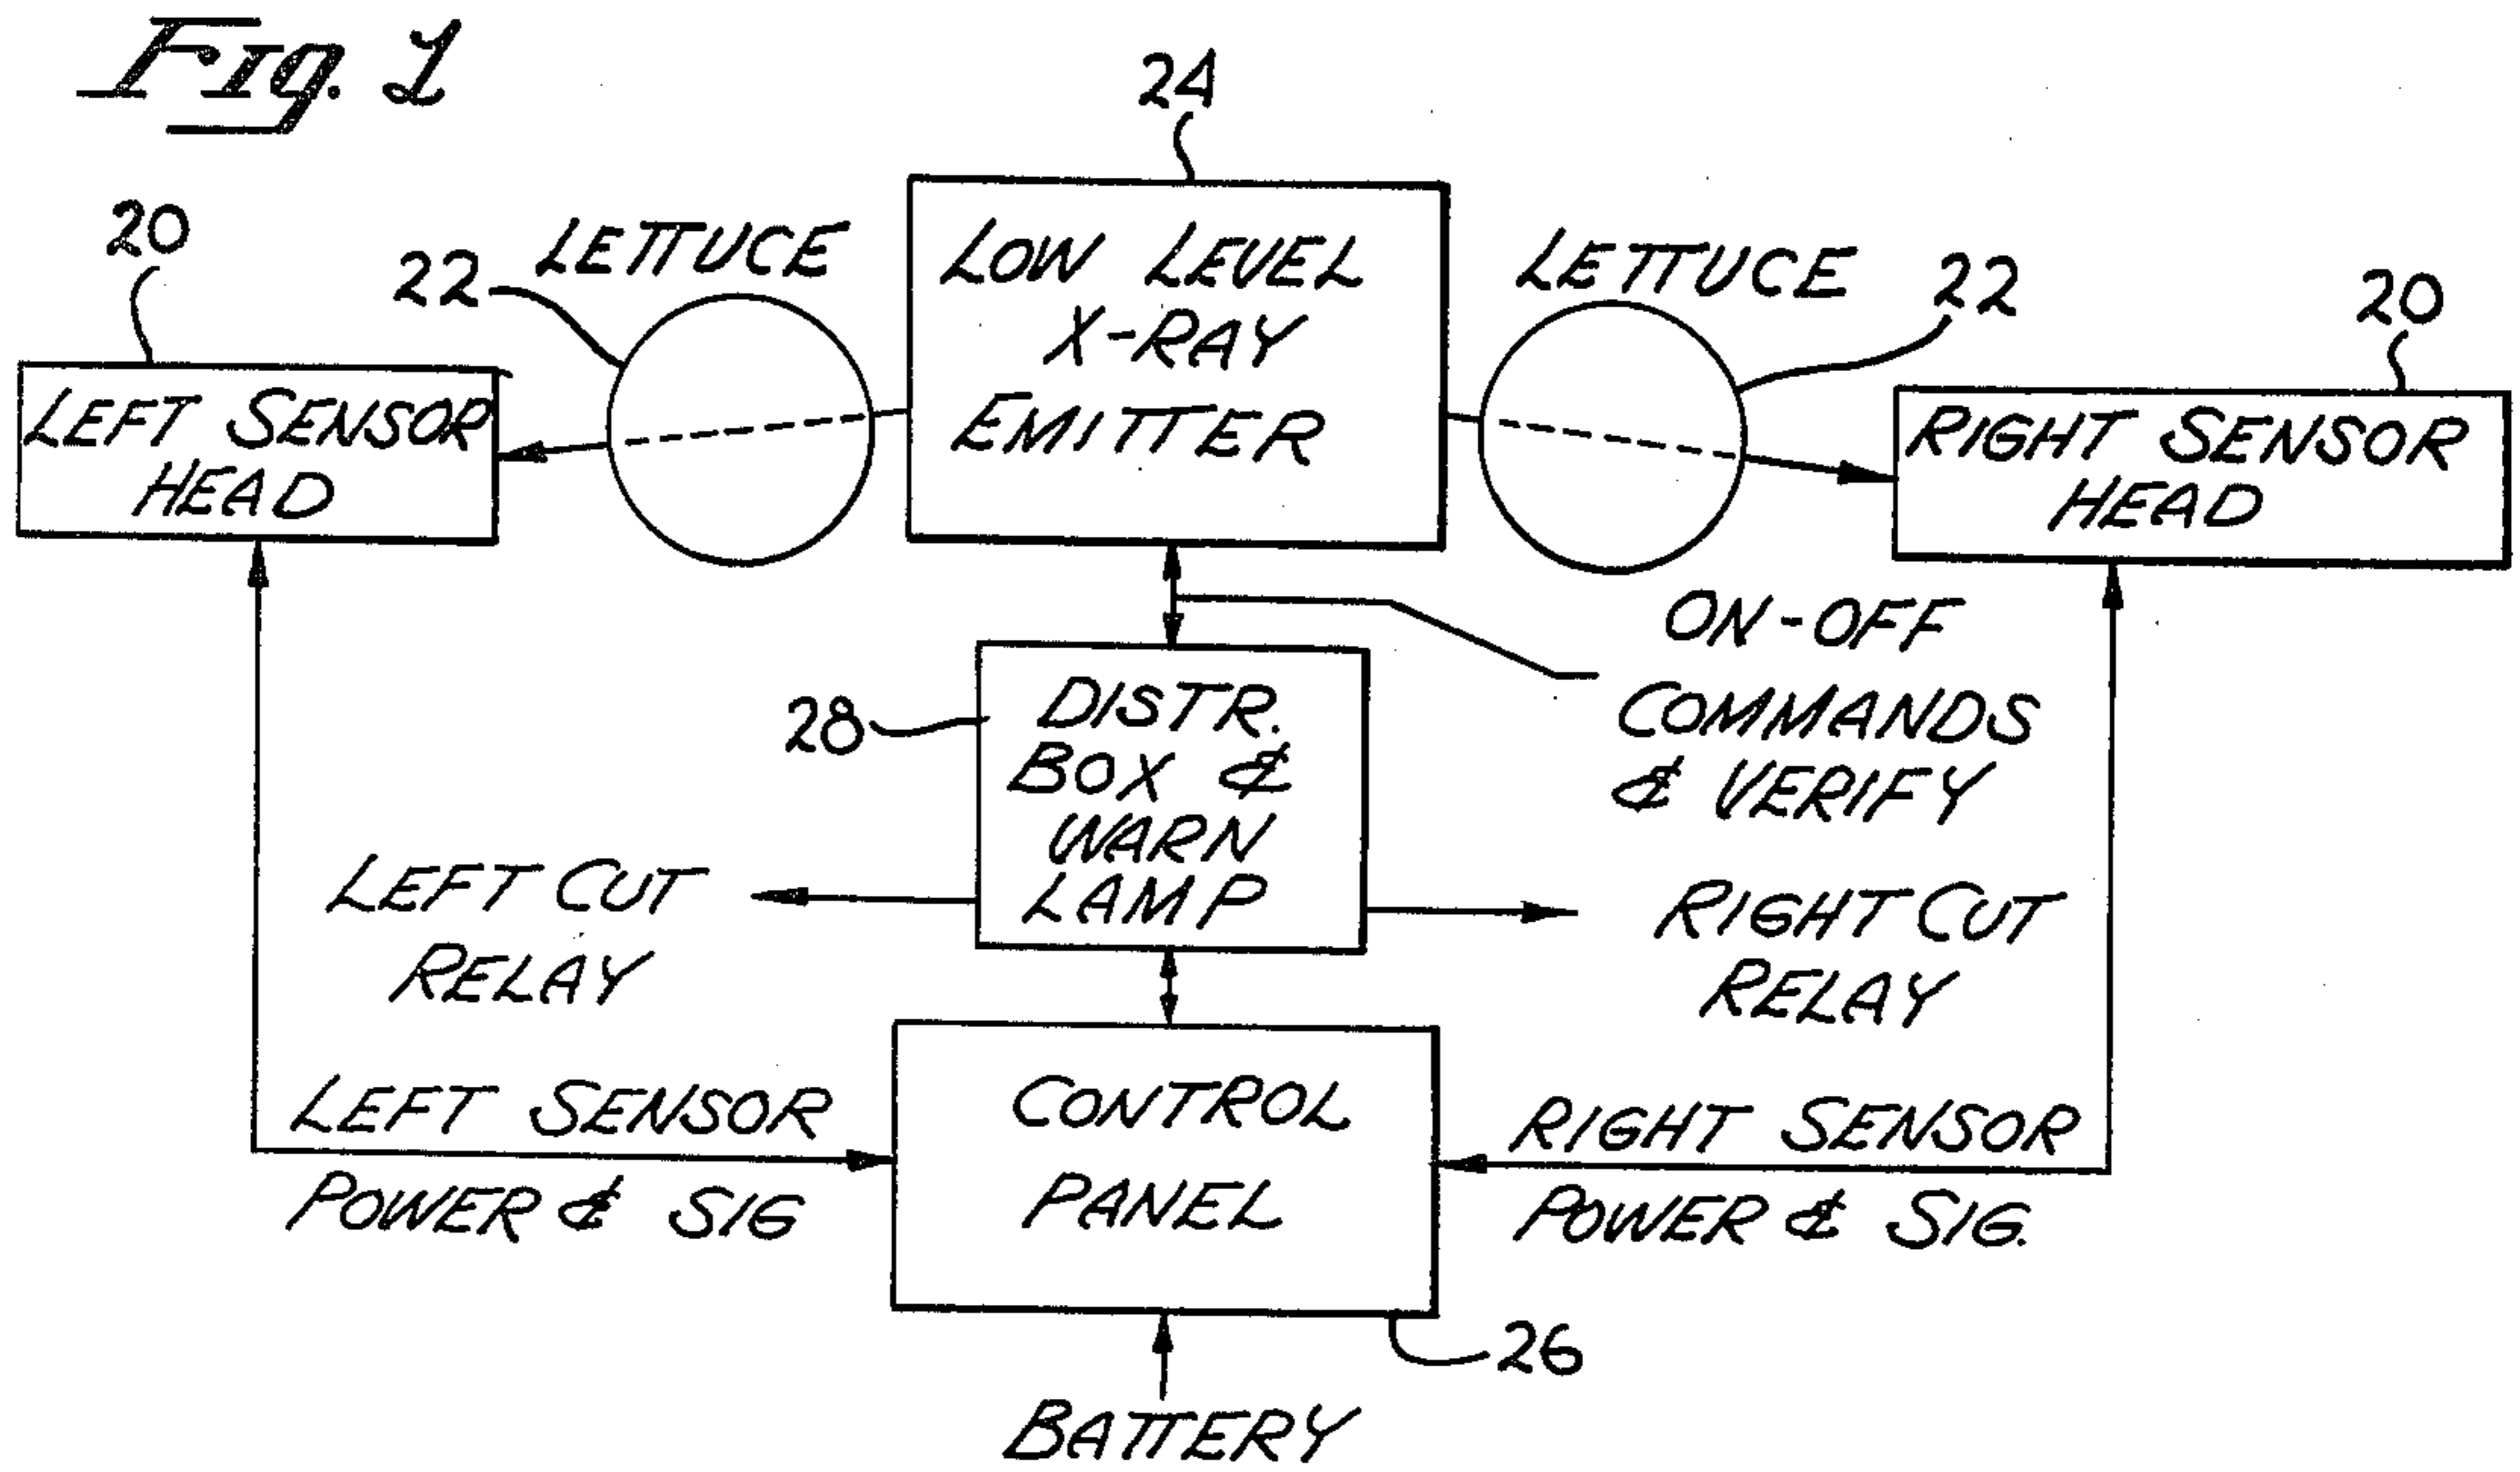 Fig. 1
24
20
22
LETTUCE
LOW LEVEL
X-RAY
EMITTER
LETTUCE
22
20
LEFT SENSOR
HEAD
RIGHT SENSOR
HEAD
28
DISTR.
BOX &
WARN
LAMP
ON-OFF
COMMANDS
& VERIFY
LEFT CUT
RELAY
RIGHT CUT
RELAY
LEFT SENSOR
POWER & SIG
CONTROL
PANEL
RIGHT SENSOR
POWER & SIG.
26
BATTERY